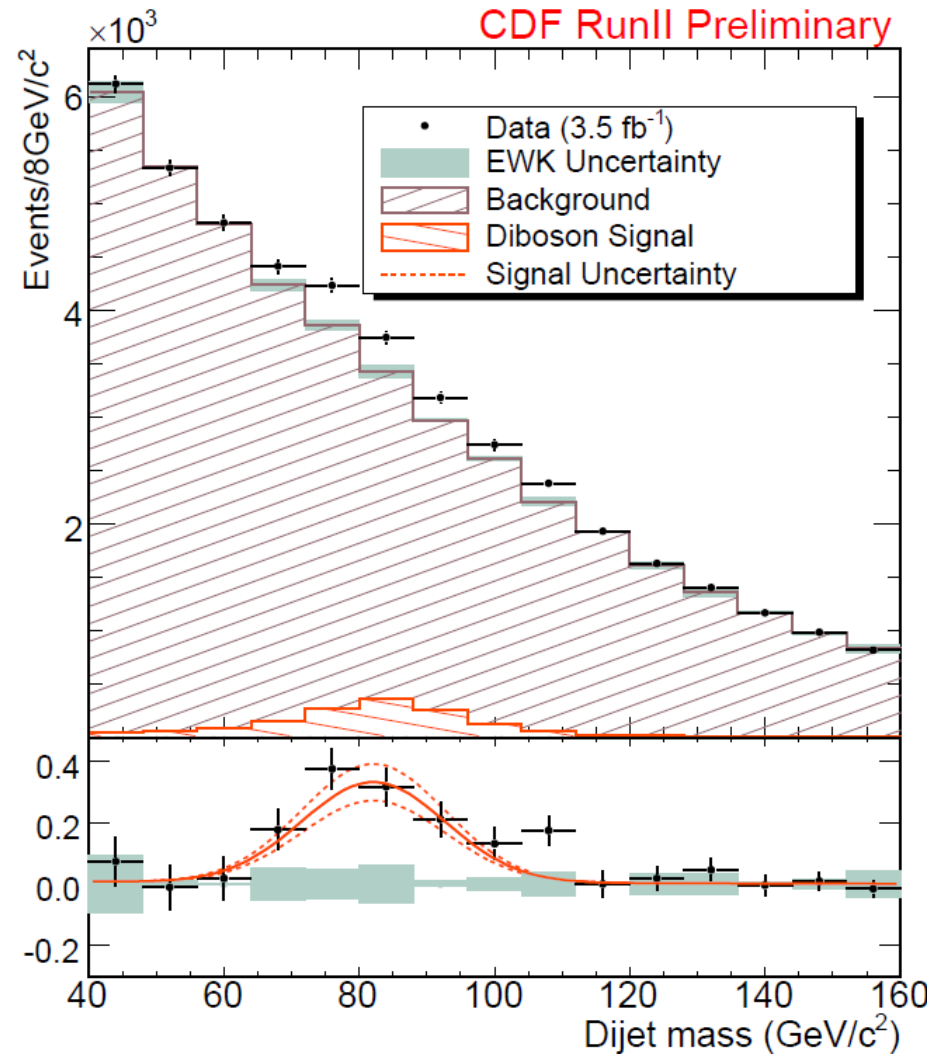 CDF RunII Preliminary
×10³
Events/8GeV/c²
6
4
2
Data (3.5 fb⁻¹)
EWK Uncertainty
Background
Diboson Signal
Signal Uncertainty
0.4
0.2
0.0
-0.2
40 60 80 100 120 140 160
Dijet mass (GeV/c²)